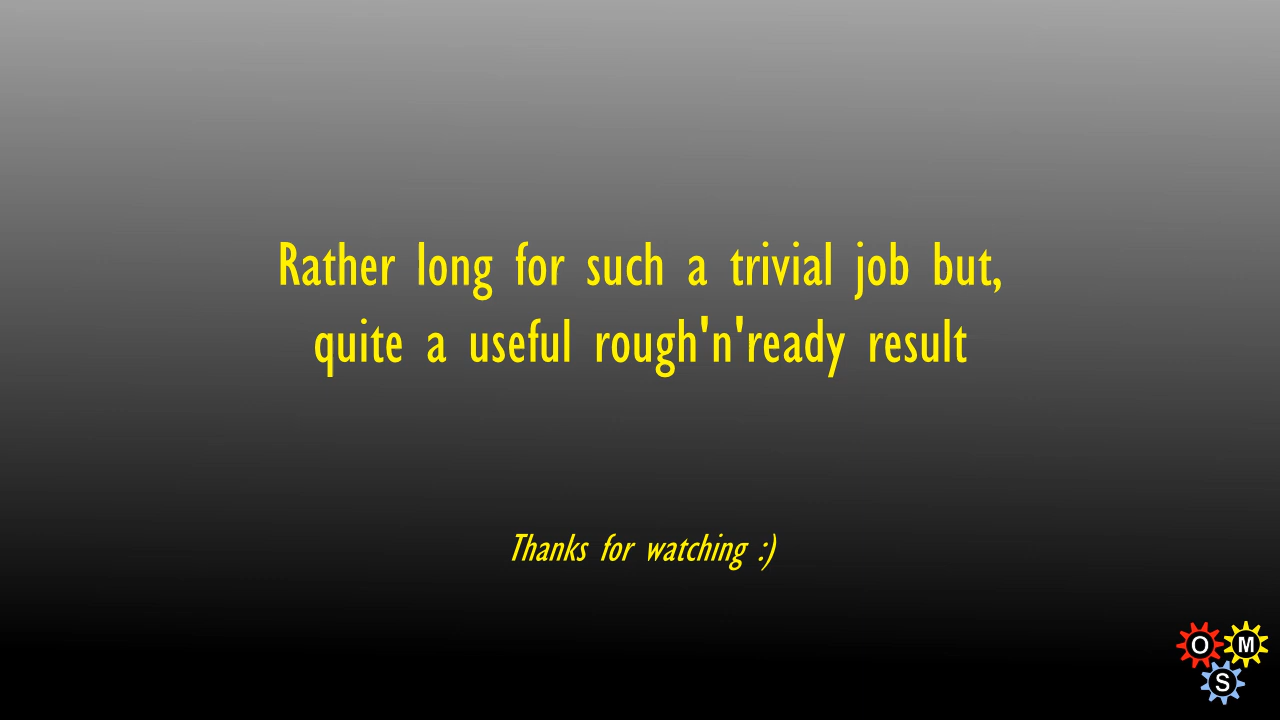 Rather long for such a trivial job but,
quite a useful rough'n'ready result
Thanks for watching :)
O M
S